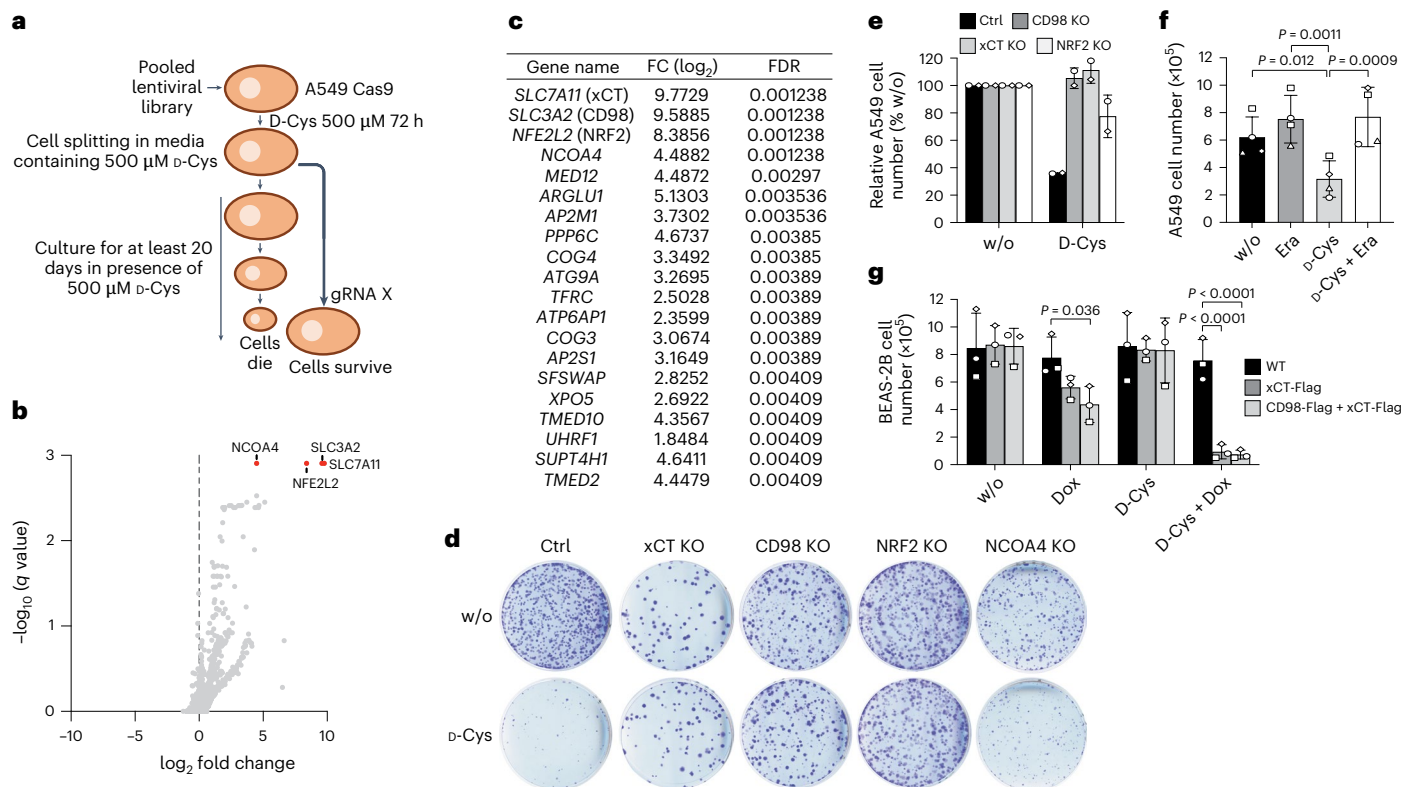 a
Pooled
lentiviral
library
A549 Cas9
D-Cys 500 μM 72 h
Cell splitting in media
containing 500 μM D-Cys
Culture for at least 20
days in presence of
500 μM D-Cys
gRNA X
Cells
die
Cells survive
b
NCOA4
SLC3A2
SLC7A11
NFE2L2
3
2
1
0
–log10 (q value)
–10
–5
0
5
10
log2 fold change
c
Gene name FC (log2) FDR
SLC7A11 (xCT) 9.7729 0.001238
SLC3A2 (CD98) 9.5885 0.001238
NFE2L2 (NRF2) 8.3856 0.001238
NCOA4 4.4882 0.001238
MED12 4.4872 0.00297
ARGLU1 5.1303 0.003536
AP2M1 3.7302 0.003536
PPP6C 4.6737 0.00385
COG4 3.3492 0.00385
ATG9A 3.2695 0.00389
TFRC 2.5028 0.00389
ATP6AP1 2.3599 0.00389
COG3 3.0674 0.00389
AP2S1 3.1649 0.00389
SFSWAP 2.8252 0.00409
XPO5 2.6922 0.00409
TMED10 4.3567 0.00409
UHRF1 1.8484 0.00409
SUPT4H1 4.6411 0.00409
TMED2 4.4479 0.00409
d
Ctrl xCT KO CD98 KO NRF2 KO NCOA4 KO
w/o
D-Cys
e
Ctrl CD98 KO
xCT KO NRF2 KO
Relative A549 cell
number (% w/o)
120
100
80
60
40
20
0
w/o D-Cys
f
P = 0.0011
P = 0.012 P = 0.0009
A549 cell number (×10^5)
12
10
8
6
4
2
0
w/o
Era
D-Cys
D-Cys + Era
g
BEAS-2B cell
number (×10^5)
12
10
8
6
4
2
0
P = 0.036
P < 0.0001
P < 0.0001
WT
xCT-Flag
CD98-Flag + xCT-Flag
w/o
Dox
D-Cys
D-Cys + Dox